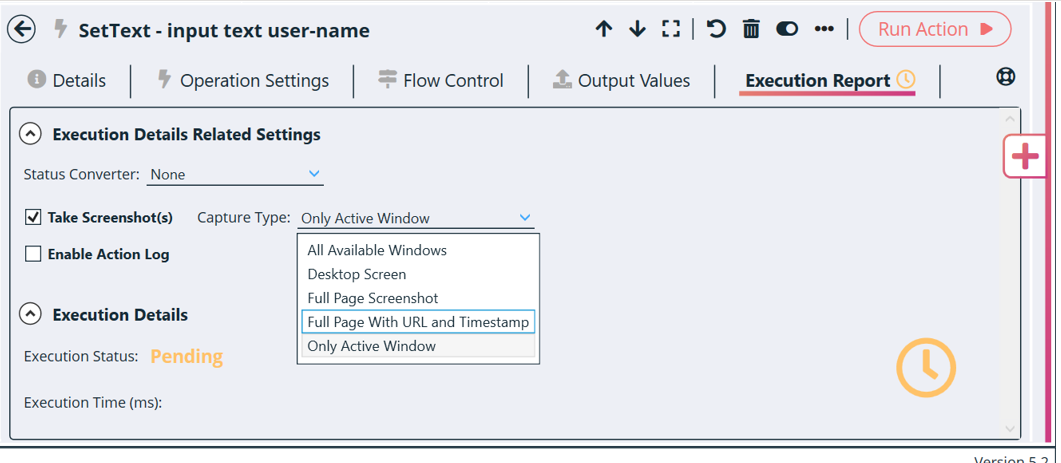 SetText - input text user-name
Run Action
Details
Operation Settings
Flow Control
Output Values
Execution Report
Execution Details Related Settings
Status Converter: None
Take Screenshot(s) Capture Type: Only Active Window
Enable Action Log
All Available Windows
Desktop Screen
Full Page Screenshot
Full Page With URL and Timestamp
Only Active Window
Execution Details
Execution Status: Pending
Execution Time (ms):
Version 5.2